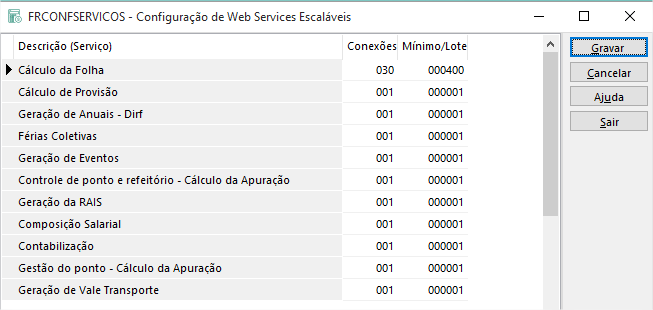 FRCONFSERVICOS - Configuração de Web Services Escaláveis
Descrição (Serviço) Conexões Mínimo/Lote
Gravar
Cálculo da Folha 030 000400
Cancelar
Cálculo de Provisão 001 000001
Ajuda
Geração de Anuais - Dirf 001 000001
Sair
Férias Coletivas 001 000001
Geração de Eventos 001 000001
Controle de ponto e refeitório - Cálculo da Apuração 001 000001
Geração da RAIS 001 000001
Composição Salarial 001 000001
Contabilização 001 000001
Gestão do ponto - Cálculo da Apuração 001 000001
Geração de Vale Transporte 001 000001